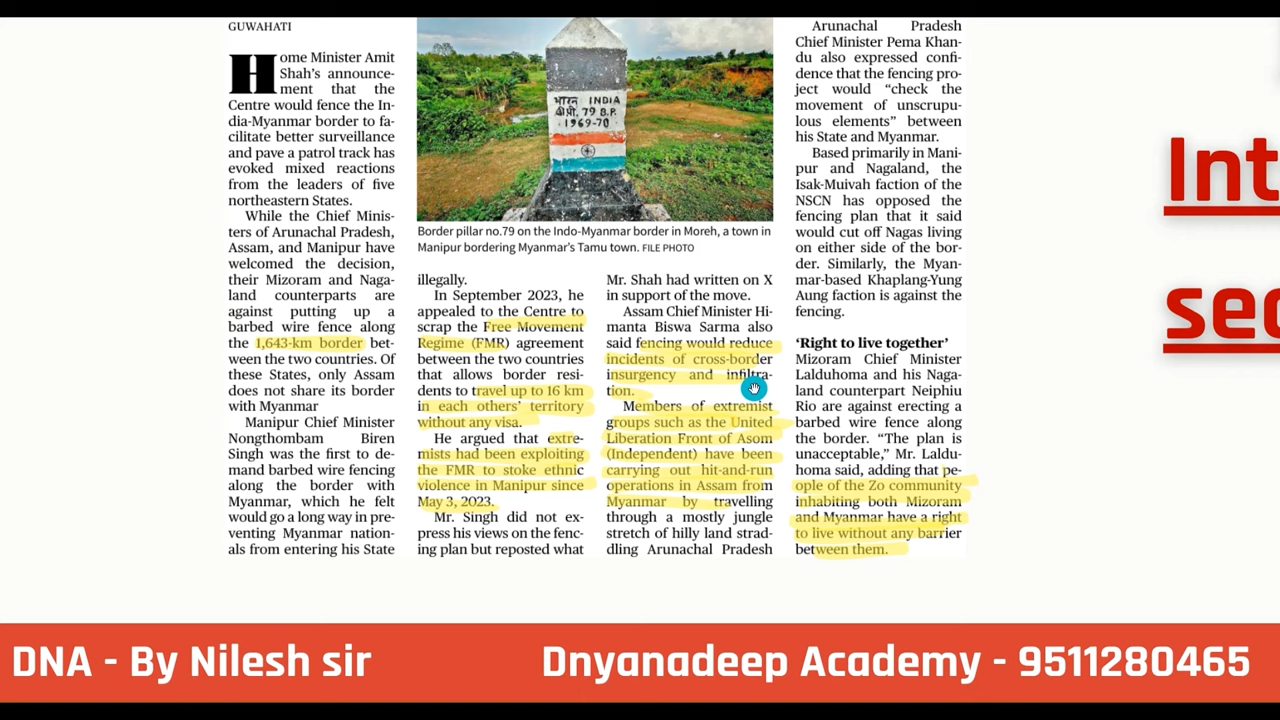 GUWAHATI
Home Minister Amit
Shah's announce-
ment that the
Centre would fence the In-
dia-Myanmar border to fa-
cilitate better surveillance
and pave a patrol track has
evoked mixed reactions
from the leaders of five
northeastern States.
While the Chief Minis-
ters of Arunachal Pradesh,
Assam, and Manipur have
welcomed the decision,
their Mizoram and Naga-
land counterparts are
against putting up a
barbed wire fence along
the 1,643-km border bet-
ween the two countries. Of
these States, only Assam
does not share its border
with Myanmar
Manipur Chief Minister
Nongthombam Biren
Singh was the first to de-
mand barbed wire fencing
along the border with
Myanmar, which he felt
would go a long way in pre-
venting Myanmar nation-
als from entering his State
भारत INDIA
बी.पी. 79 B.P.
1969-70
Border pillar no.79 on the Indo-Myanmar border in Moreh, a town in
Manipur bordering Myanmar's Tamu town. FILE PHOTO
illegally.
In September 2023, he
appealed to the Centre to
scrap the Free Movement
Regime (FMR) agreement
between the two countries
that allows border resi-
dents to travel up to 16 km
in each others' territory
without any visa.
He argued that extre-
mists had been exploiting
the FMR to stoke ethnic
violence in Manipur since
May 3, 2023.
Mr. Singh did not ex-
press his views on the fenc-
ing plan but reposted what
Mr. Shah had written on X
in support of the move.
Assam Chief Minister Hi-
manta Biswa Sarma also
said fencing would reduce
incidents of cross-border
insurgency and infiltra-
tion.
Members of extremist
groups such as the United
Liberation Front of Asom
(Independent) have been
carrying out hit-and-run
operations in Assam from
Myanmar by travelling
through a mostly jungle
stretch of hilly land strad-
dling Arunachal Pradesh
Arunachal Pradesh
Chief Minister Pema Khan-
du also expressed confi-
dence that the fencing pro-
ject would "check the
movement of unscrupu-
lous elements" between
his State and Myanmar.
Based primarily in Mani-
pur and Nagaland, the
Isak-Muivah faction of the
NSCN has opposed the
fencing plan that it said
would cut off Nagas living
on either side of the bor-
der. Similarly, the Myan-
mar-based Khaplang-Yung
Aung faction is against the
fencing.
'Right to live together'
Mizoram Chief Minister
Lalduhoma and his Naga-
land counterpart Neiphiu
Rio are against erecting a
barbed wire fence along
the border. "The plan is
unacceptable," Mr. Laldu-
homa said, adding that pe-
ople of the Zo community
inhabiting both Mizoram
and Myanmar have a right
to live without any barrier
between them.
Int
sec
DNA - By Nilesh sir
Dnyanadeep Academy - 9511280465